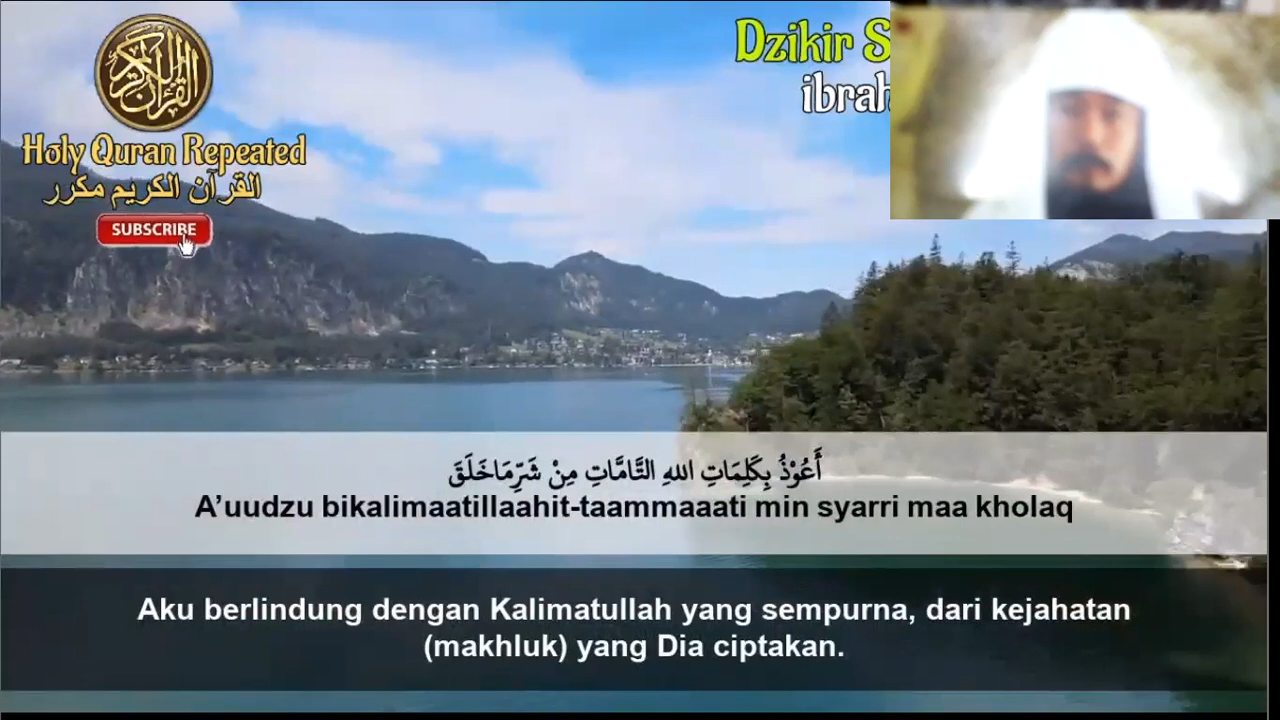 Holy Quran Repeated
القرآن الكريم مكرر
SUBSCRIBE
Dzikir S
ibrah
أَعُوْذُ بِكَلِمَاتِ اللهِ التَّامَّاتِ مِنْ شَرِّمَاخَلَقَ
A’uudzu bikalimaatillaahit-taammaaati min syarri maa kholaq
Aku berlindung dengan Kalimatullah yang sempurna, dari kejahatan
(makhluk) yang Dia ciptakan.